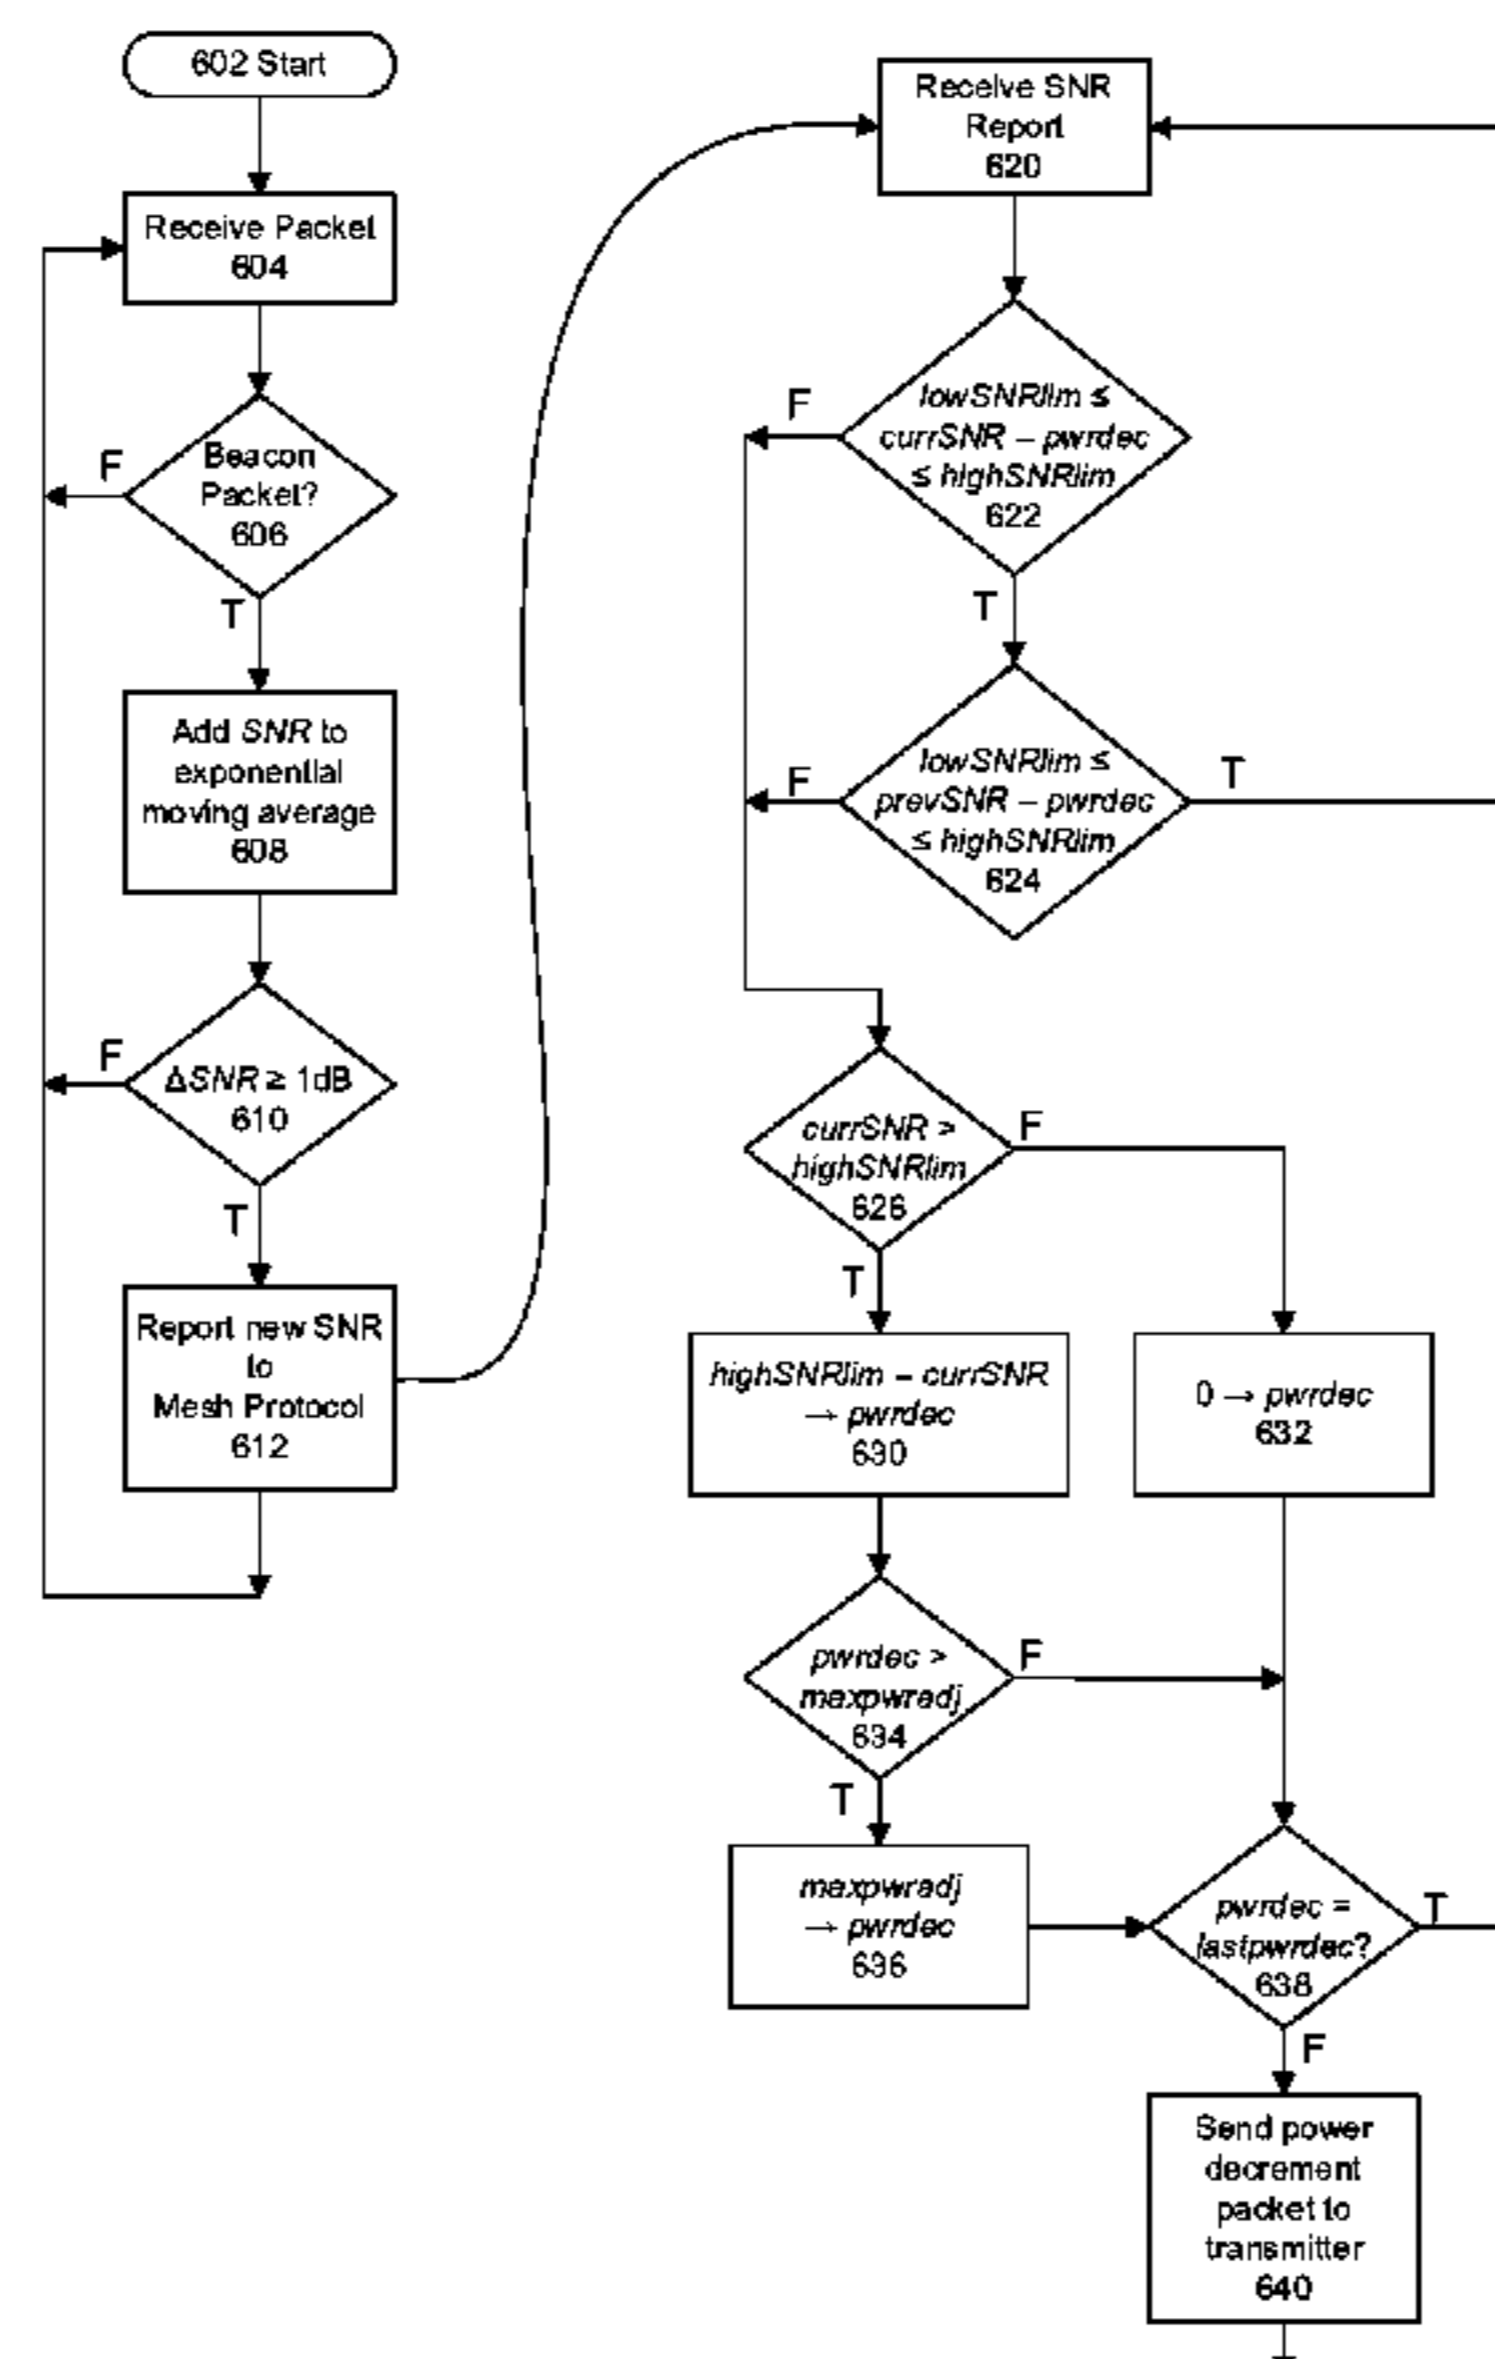 602 Start
Receive Packet
604
F
Beacon
Packet?
606
T
Add SNR to
exponential
moving average
608
F
ΔSNR ≥ 1dB
610
T
Report new SNR
to
Mesh Protocol
612
Receive SNR
Report
620
F
lowSNRlim ≤
currSNR – pwrdec
≤ highSNRlim
622
T
F
lowSNRlim ≤
prevSNR – pwrdec
≤ highSNRlim
624
T
currSNR >
highSNRlim
626
F
T
highSNRlim – currSNR
→ pwrdec
630
0 → pwrdec
632
pwrdec >
maxpwradj
634
F
T
maxpwradj
→ pwrdec
636
pwrdec =
lastpwrdec?
638
T
F
Send power
decrement
packet to
transmitter
640